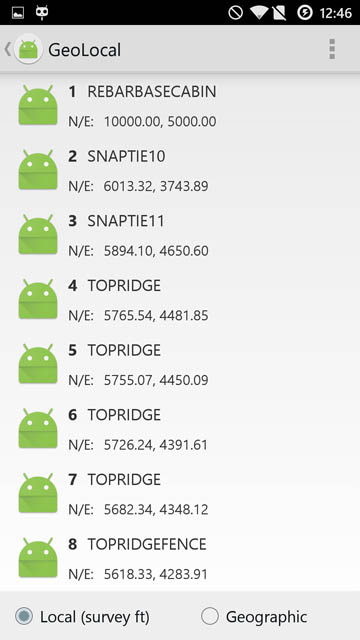 12:46
GeoLocal
1 REBARBASECABIN
N/E: 10000.00, 5000.00
2 SNAPTIE10
N/E: 6013.32, 3743.89
3 SNAPTIE11
N/E: 5894.10, 4650.60
4 TOPRIDGE
N/E: 5765.54, 4481.85
5 TOPRIDGE
N/E: 5755.07, 4450.09
6 TOPRIDGE
N/E: 5726.24, 4391.61
7 TOPRIDGE
N/E: 5682.34, 4348.12
8 TOPRIDGEFENCE
N/E: 5618.33, 4283.91
Local (survey ft) Geographic